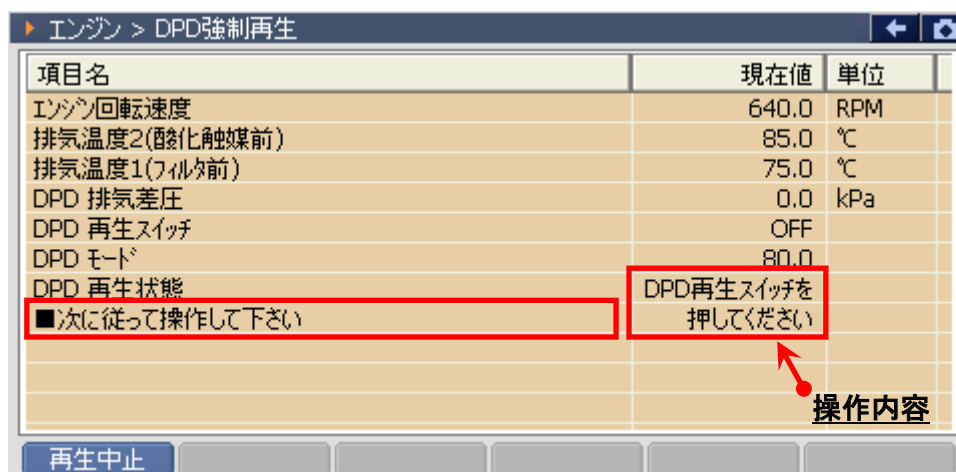 エンジン > DPD強制再生
項目名 現在値 単位
エンジン回転速度 640.0 RPM
排気温度2(酸化触媒前) 85.0 ℃
排気温度1(フィルタ前) 75.0 ℃
DPD 排気差圧 0.0 kPa
DPD 再生スイッチ OFF
DPD モード 80.0
DPD 再生状態 DPD再生スイッチを
■次に従って操作して下さい 押してください
操作内容
再生中止